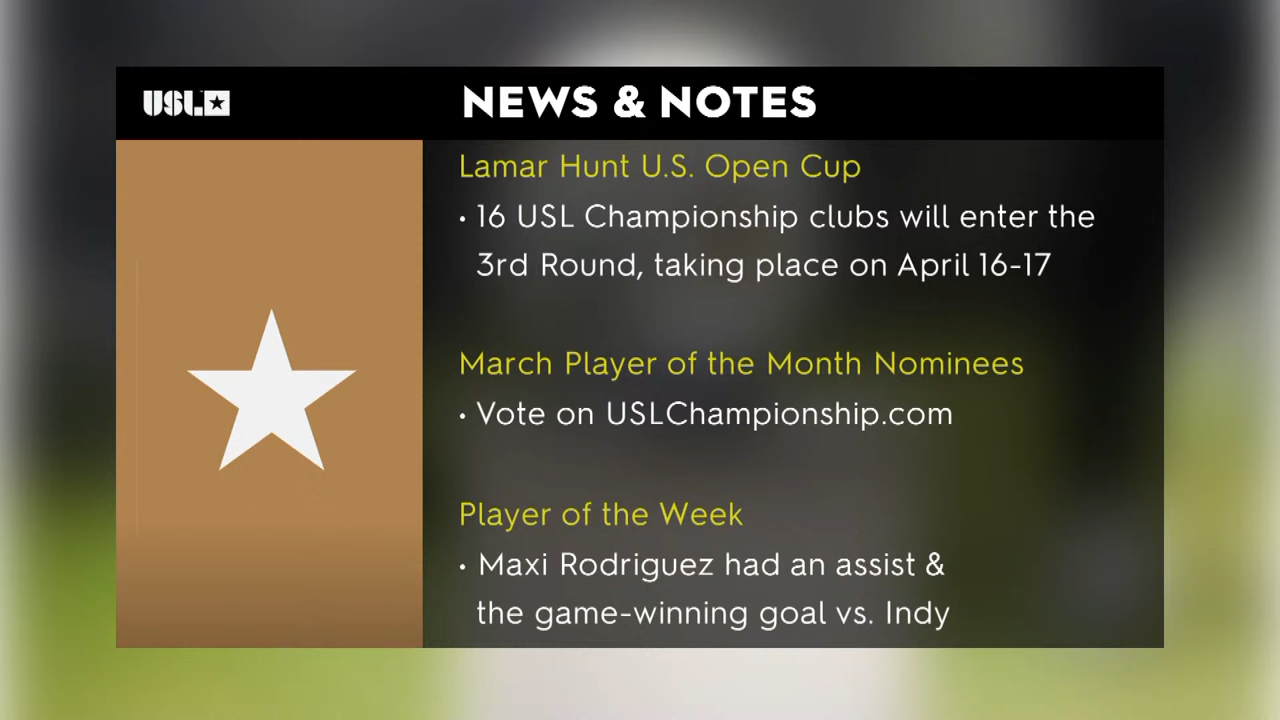 USL
NEWS & NOTES
Lamar Hunt U.S. Open Cup
• 16 USL Championship clubs will enter the
3rd Round, taking place on April 16-17
March Player of the Month Nominees
• Vote on USLChampionship.com
Player of the Week
• Maxi Rodriguez had an assist &
the game-winning goal vs. Indy